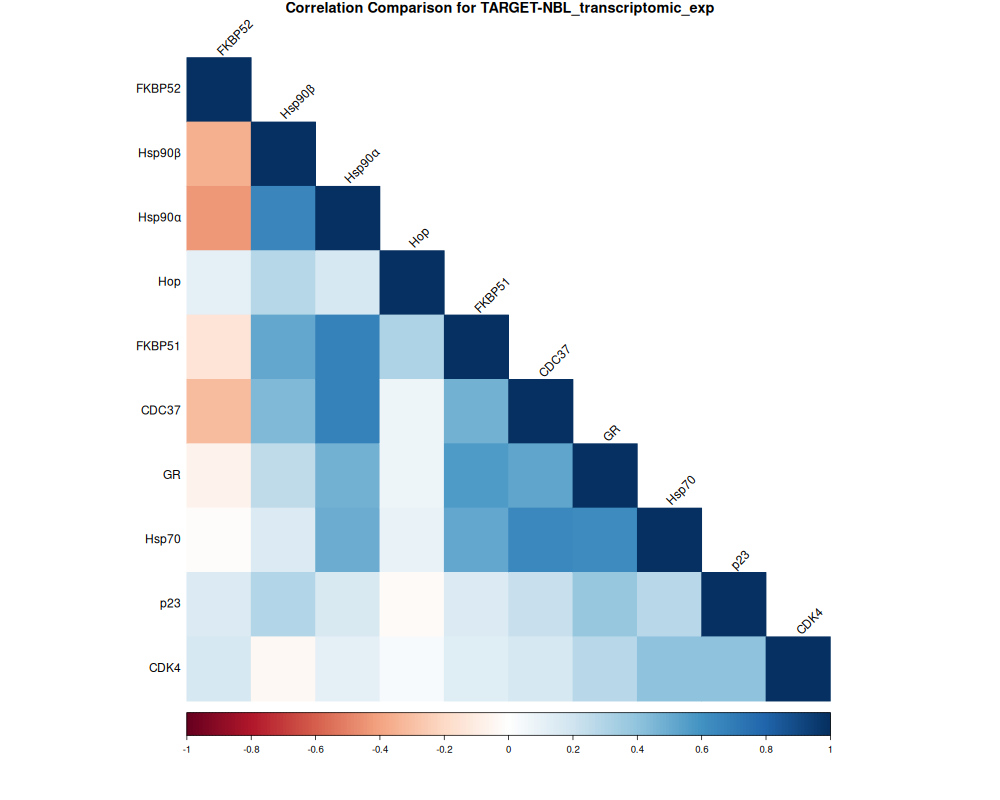 Correlation Comparison for TARGET-NBL_transcriptomic_exp
FKBP52
FKBP52
Hsp90β
Hsp90β
Hsp90α
Hsp90α
Hop
Hop
FKBP51
FKBP51
CDC37
CDC37
GR
GR
Hsp70
Hsp70
p23
p23
CDK4
CDK4
-1 -0.8 -0.6 -0.4 -0.2 0 0.2 0.4 0.6 0.8 1